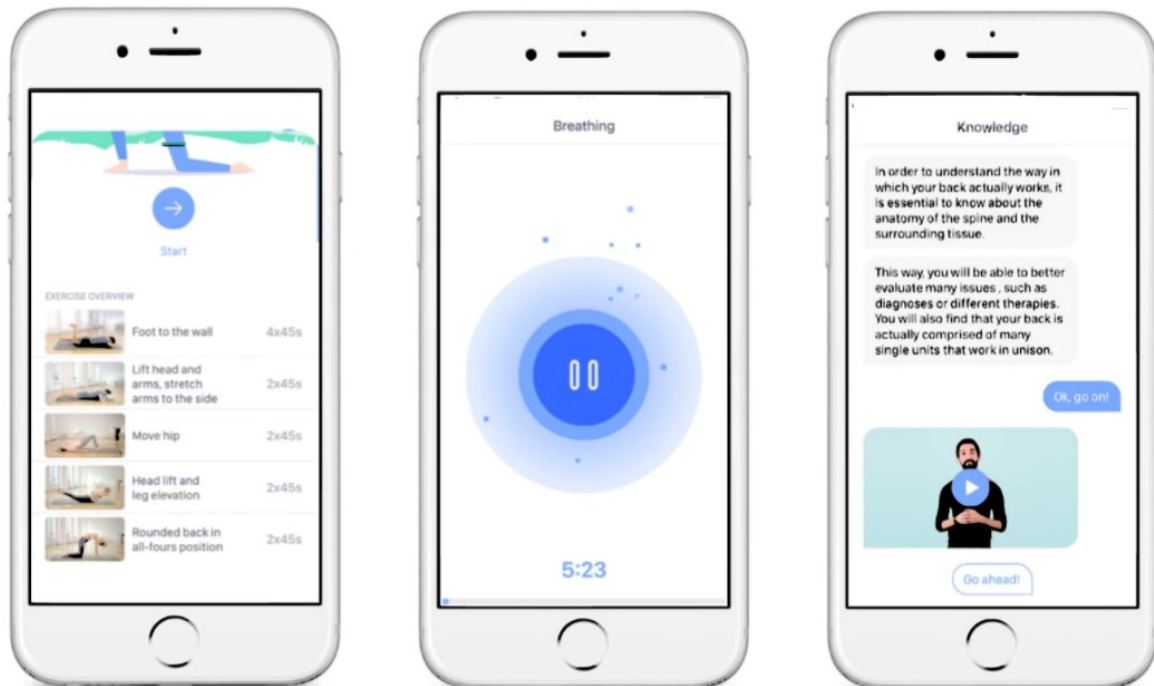 Start
EXERCISE OVERVIEW
Foot to the wall 4x45s
Lift head and
arms, stretch
arms to the side 2x45s
Move hip 2x45s
Head lift and
leg elevation 2x45s
Rounded back in
all-fours position 2x45s
Breathing
5:23
Knowledge
In order to understand the way in
which your back actually works, it
is essential to know about the
anatomy of the spine and the
surrounding tissue.
This way, you will be able to better
evaluate many issues , such as
diagnoses or different therapies.
You will also find that your back is
actually comprised of many
single units that work in unison.
Ok, go on!
Go ahead!